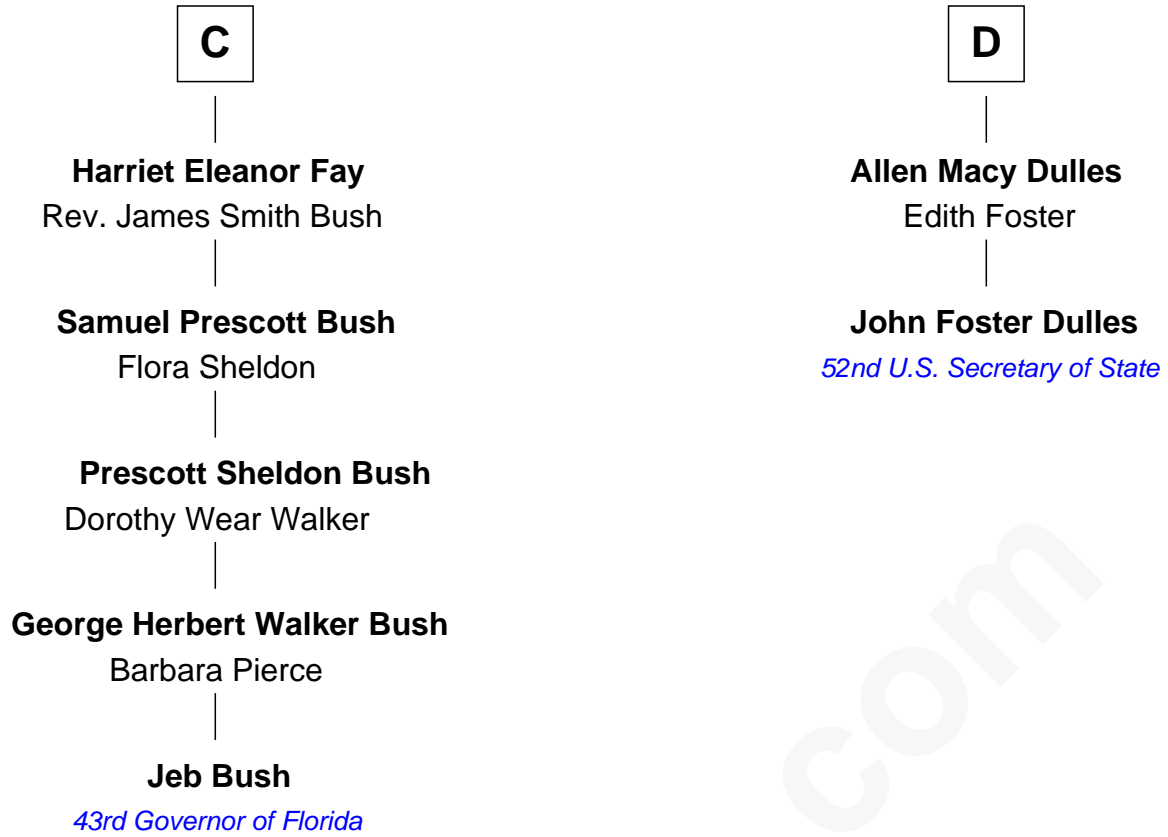 C
Harriet Eleanor Fay
Rev. James Smith Bush
Samuel Prescott Bush
Flora Sheldon
Prescott Sheldon Bush
Dorothy Wear Walker
George Herbert Walker Bush
Barbara Pierce
Jeb Bush
43rd Governor of Florida
D
Allen Macy Dulles
Edith Foster
John Foster Dulles
52nd U.S. Secretary of State
com